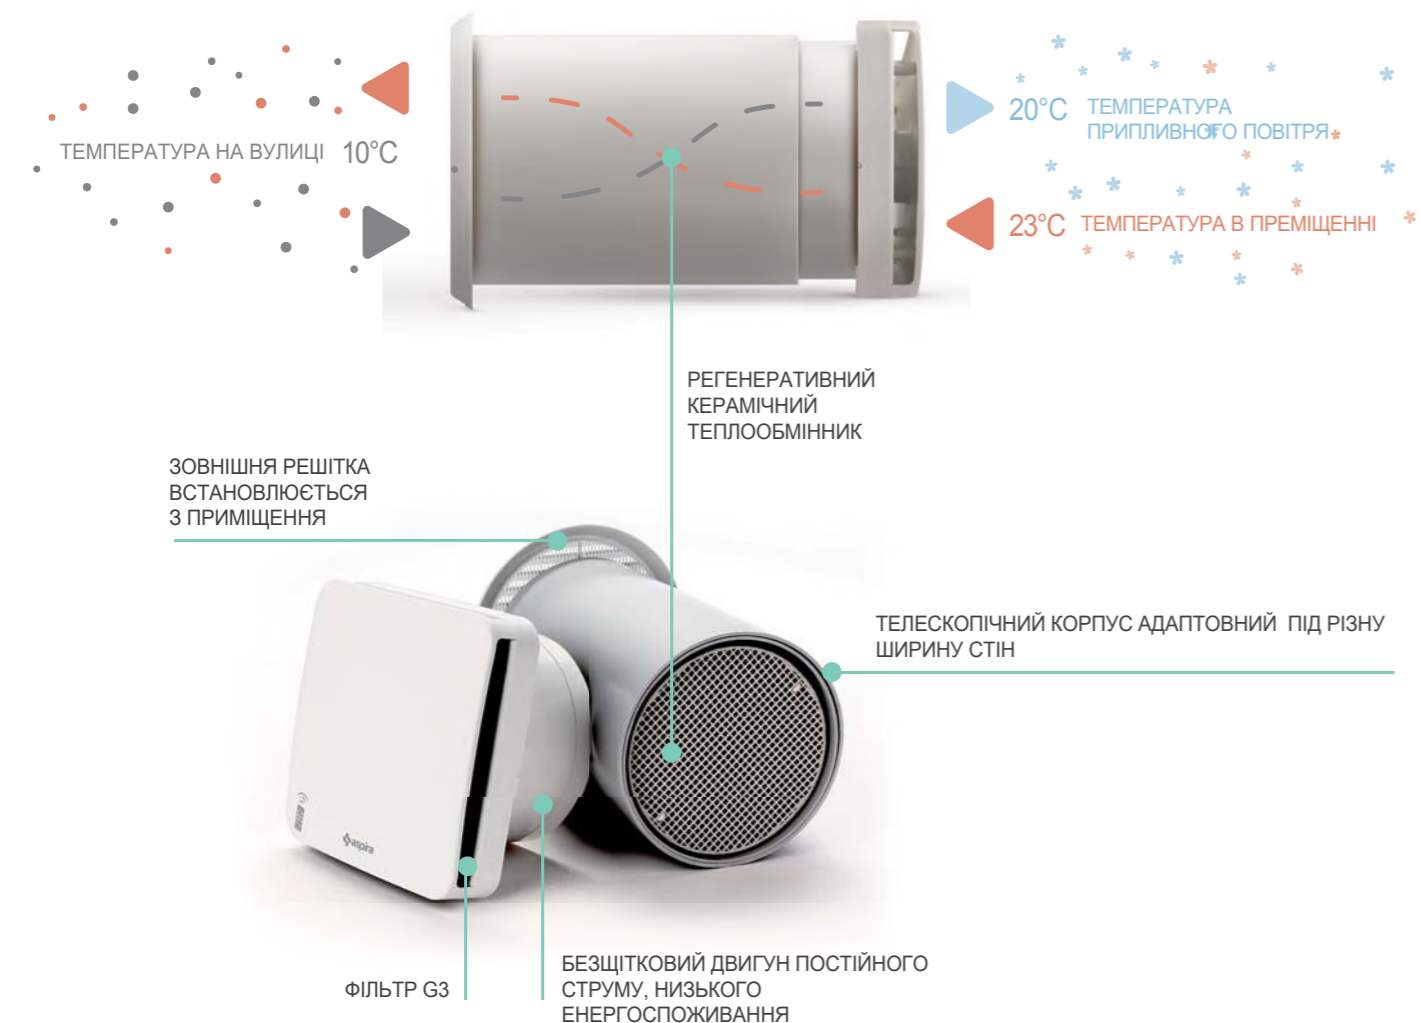 ТЕМПЕРАТУРА НА ВУЛИЦІ 10°C
20°C ТЕМПЕРАТУРА
ПРИПЛИВНОГО ПОВІТРЯ
23°C ТЕМПЕРАТУРА В ПРЕМІЩЕННІ
РЕГЕНЕРАТИВНИЙ
КЕРАМІЧНИЙ
ТЕПЛООБМІННИК
ЗОВНІШНЯ РЕШІТКА
ВСТАНОВЛЮЄТЬСЯ
З ПРИМІЩЕННЯ
ТЕЛЕСКОПІЧНИЙ КОРПУС АДАПТОВНИЙ ПІД РІЗНУ
ШИРИНУ СТІН
aspira
ФІЛЬТР G3
БЕЗЩІТКОВИЙ ДВИГУН ПОСТІЙНОГО
СТРУМУ, НИЗЬКОГО
ЕНЕРГОСПОЖИВАННЯ